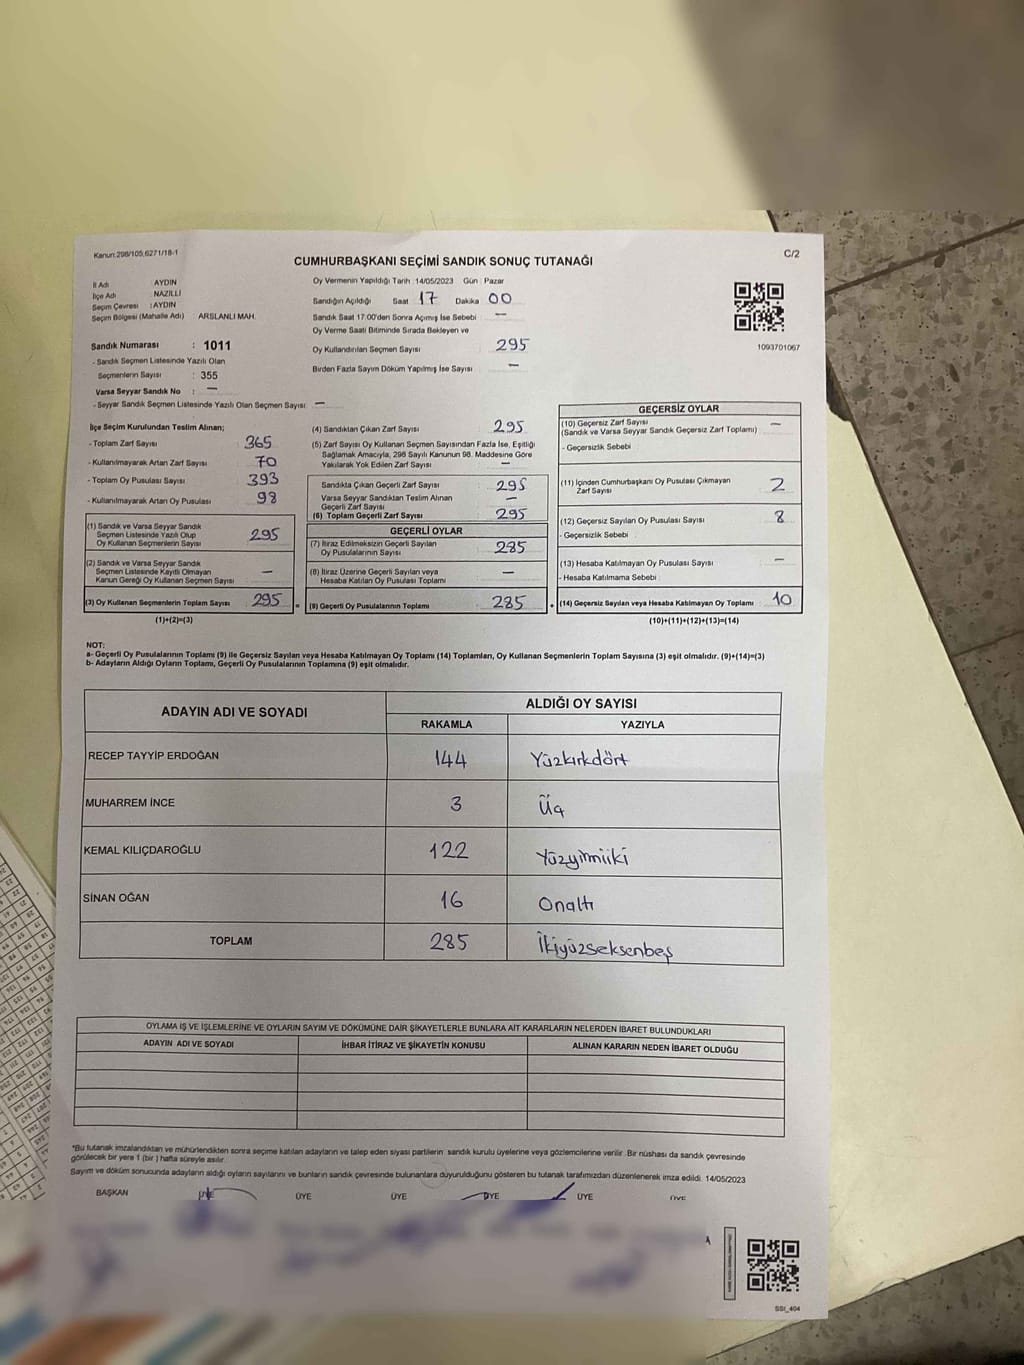 Kanun:298/105,6271/18-1
C/2
CUMHURBAŞKANI SEÇİMİ SANDIK SONUÇ TUTANAĞI
İl Adı AYDIN
İlçe Adı : NAZİLLİ
Seçim Çevresi : AYDIN
Seçim Bölgesi (Mahalle Adı) ARSLANLI MAH.
Sandık Numarası : 1011
- Sandık Seçmen Listesinde Yazılı Olan
Seçmenlerin Sayısı : 355
Varsa Seyyar Sandık No : —
- Seyyar Sandık Seçmen Listesinde Yazılı Olan Seçmen Sayısı: —
Oy Vermenin Yapıldığı Tarih :14/05/2023 Gün : Pazar
Sandığın Açıldığı Saat 17 Dakika 00
Sandık Saat 17:00'den Sonra Açmış İse Sebebi —
Oy Verme Saati Bitiminde Sırada Bekleyen ve
Oy Kullandırılan Seçmen Sayısı 295
Birden Fazla Sayım Döküm Yapılmış İse Sayısı —
1093701067
İlçe Seçim Kurulundan Teslim Alınan;
- Toplam Zarf Sayısı 365
- Kullanılmayarak Artan Zarf Sayısı 70
- Toplam Oy Pusulası Sayısı 393
- Kullanılmayarak Artan Oy Pusulası 98
(1) Sandık ve Varsa Seyyar Sandık
Seçmen Listesinde Yazılı Olup
Oy Kullanan Seçmenlerin Sayısı 295
(2) Sandık ve Varsa Seyyar Sandık
Seçmen Listesinde Kayıtlı Olmayan
Kanun Gereği Oy Kullanan Seçmen Sayısı —
(3) Oy Kullanan Seçmenlerin Toplam Sayısı 295 =
(1)+(2)=(3)
(4) Sandıktan Çıkan Zarf Sayısı 295
(5) Zarf Sayısı Oy Kullanan Seçmen Sayısından Fazla İse, Eşitliği
Sağlamak Amacıyla, 298 Sayılı Kanunun 98. Maddesine Göre
Yakılarak Yok Edilen Zarf Sayısı —
Sandıkta Çıkan Geçerli Zarf Sayısı 295
Varsa Seyyar Sandıktan Teslim Alınan
Geçerli Zarf Sayısı —
(6) Toplam Geçerli Zarf Sayısı 295
GEÇERLİ OYLAR
(7) İtiraz Edilmeksizin Geçerli Sayılan
Oy Pusulalarının Sayısı 285
(8) İtiraz Üzerine Geçerli Sayılan veya
Hesaba Katılan Oy Pusulası Toplamı —
(9) Geçerli Oy Pusulalarının Toplamı 285 +
GEÇERSİZ OYLAR
(10) Geçersiz Zarf Sayısı —
(Sandık ve Varsa Seyyar Sandık Geçersiz Zarf Toplamı)
- Geçersizlik Sebebi
(11) İçinden Cumhurbaşkanı Oy Pusulası Çıkmayan
Zarf Sayısı 2
(12) Geçersiz Sayılan Oy Pusulası Sayısı 8
- Geçersizlik Sebebi
(13) Hesaba Katılmayan Oy Pusulası Sayısı —
- Hesaba Katılmama Sebebi
(14) Geçersiz Sayılan veya Hesaba Katılmayan Oy Toplamı 10
(10)+(11)+(12)+(13)=(14)
NOT:
a- Geçerli Oy Pusulalarının Toplamı (9) ile Geçersiz Sayılan veya Hesaba Katılmayan Oy Toplamı (14) Toplamları, Oy Kullanan Seçmenlerin Toplam Sayısına (3) eşit olmalıdır. (9)+(14)=(3)
b- Adayların Aldığı Oyların Toplamı, Geçerli Oy Pusulalarının Toplamına (9) eşit olmalıdır.
ADAYIN ADI VE SOYADI ALDIĞI OY SAYISI
RAKAMLA YAZIYLA
RECEP TAYYİP ERDOĞAN 144 Yüzkırkdört
MUHARREM İNCE 3 Üç
KEMAL KILIÇDAROĞLU 122 Yüzyirmiiki
SİNAN OĞAN 16 Onaltı
TOPLAM 285 İkiyüzseksenbeş
OYLAMA İŞ VE İŞLEMLERİNE VE OYLARIN SAYIM VE DÖKÜMÜNE DAİR ŞİKAYETLERLE BUNLARA AİT KARARLARIN NELERDEN İBARET BULUNDUKLARI
ADAYIN ADI VE SOYADI İHBAR İTİRAZ VE ŞİKAYETİN KONUSU ALINAN KARARIN NEDEN İBARET OLDUĞU
*Bu tutanak imzalandıktan ve mühürlendikten sonra seçime katılan adayların ve talep eden siyasi partilerin sandık kurulu üyelerine veya gözlemcilerine verilir. Bir nüshası da sandık çevresinde
görülecek bir yere 1 (bir ) hafta süreyle asılır.
Sayım ve döküm sonucunda adayların aldığı oyların sayılarını ve bunların sandık çevresinde bulunanlara duyurulduğunu gösteren bu tutanak tarafımızdan düzenlenerek imza edildi. 14/05/2023
BAŞKAN ÜYE ÜYE ÜYE ÜYE ÜYE ÜYE
SSI_404